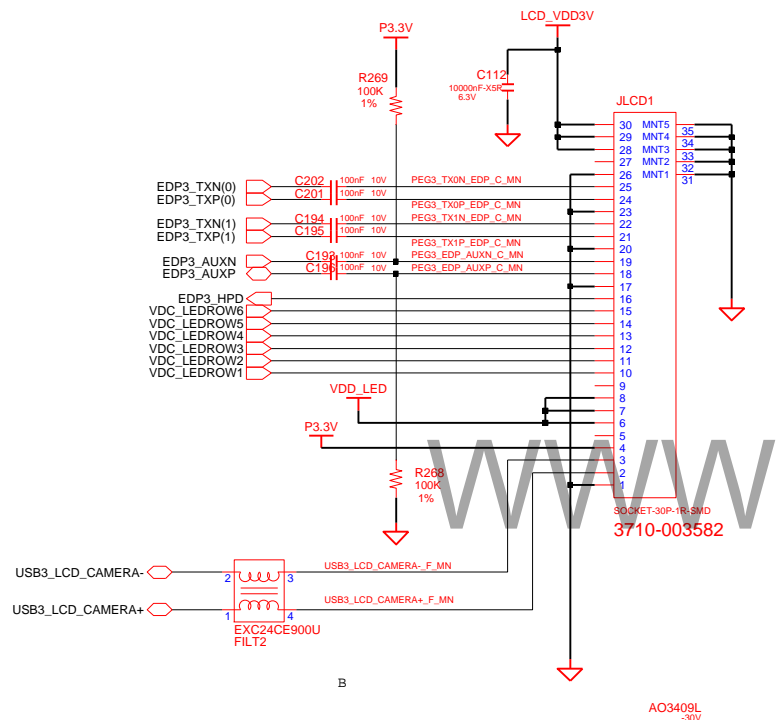 LCD_VDD3V
P3.3V
C112
10000nF-X5R
6.3V
R269
100K
1%
JLCD1
30 MNT5
29 MNT4 35
28 MNT3 34
27 MNT2 33
26 MNT1 32
25 31
24
23
22
21
20
19
18
17
16
15
14
13
12
11
10
9
8
7
6
5
4
3
2
1
EDP3_TXN(0) C202 100nF 10V PEG3_TX0N_EDP_C_MN
EDP3_TXP(0) C201 100nF 10V PEG3_TX0P_EDP_C_MN
EDP3_TXN(1) C194 100nF 10V PEG3_TX1N_EDP_C_MN
EDP3_TXP(1) C195 100nF 10V PEG3_TX1P_EDP_C_MN
EDP3_AUXN C193 100nF 10V PEG3_EDP_AUXN_C_MN
EDP3_AUXP C196 100nF 10V PEG3_EDP_AUXP_C_MN
EDP3_HPD
VDC_LEDROW6
VDC_LEDROW5
VDC_LEDROW4
VDC_LEDROW3
VDC_LEDROW2
VDC_LEDROW1
VDD_LED
P3.3V
www
R268
100K
1%
SOCKET-30P-1R-SMD
3710-003582
USB3_LCD_CAMERA- 2 3 USB3_LCD_CAMERA-_F_MN
USB3_LCD_CAMERA+ 1 4 USB3_LCD_CAMERA+_F_MN
EXC24CE900U
FILT2
B
AO3409L
-30V